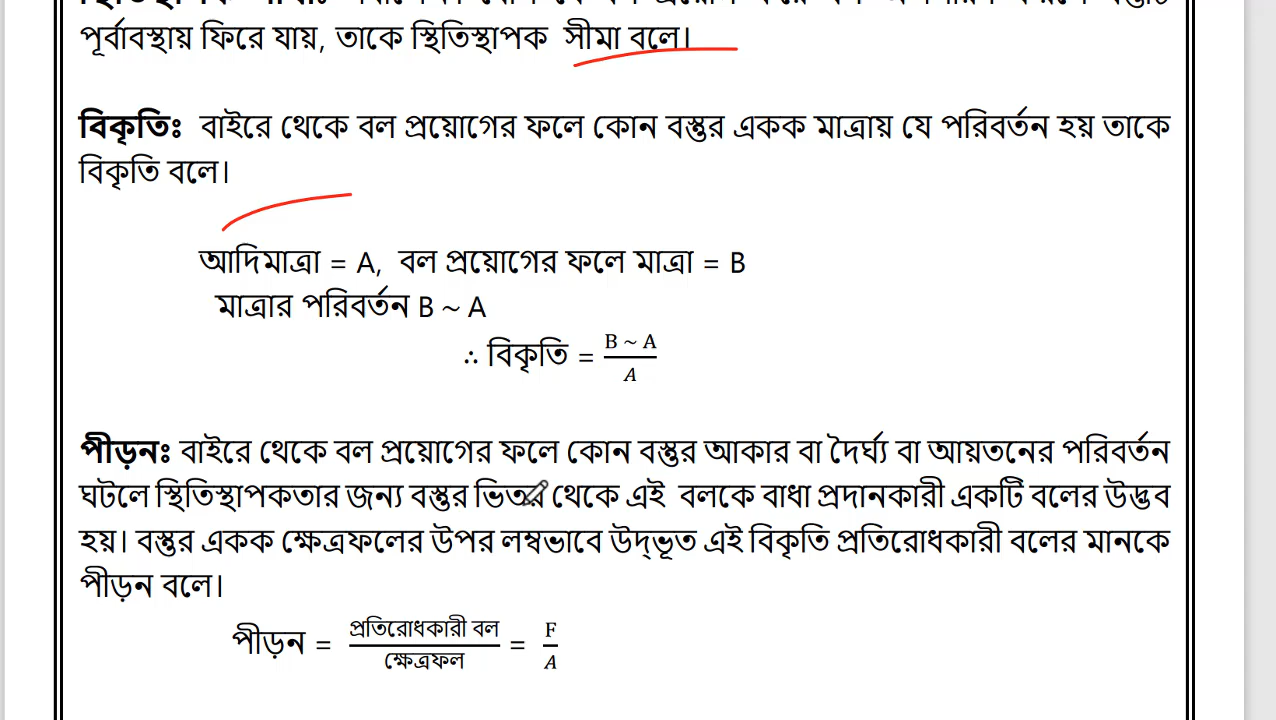 পূর্বাবস্থায় ফিরে যায়, তাকে স্থিতিস্থাপক সীমা বলে।
বিকৃতিঃ বাইরে থেকে বল প্রয়োগের ফলে কোন বস্তুর একক মাত্রায় যে পরিবর্তন হয় তাকে
বিকৃতি বলে।
আদিমাত্রা = A, বল প্রয়োগের ফলে মাত্রা = B
মাত্রার পরিবর্তন B ~ A
∴ বিকৃতি = B ~ A / A
পীড়নঃ বাইরে থেকে বল প্রয়োগের ফলে কোন বস্তুর আকার বা দৈর্ঘ্য বা আয়তনের পরিবর্তন
ঘটলে স্থিতিস্থাপকতার জন্য বস্তুর ভিতর থেকে এই বলকে বাধা প্রদানকারী একটি বলের উদ্ভব
হয়। বস্তুর একক ক্ষেত্রফলের উপর লম্বভাবে উদ্ভূত এই বিকৃতি প্রতিরোধকারী বলের মানকে
পীড়ন বলে।
পীড়ন = প্রতিরোধকারী বল / ক্ষেত্রফল = F / A